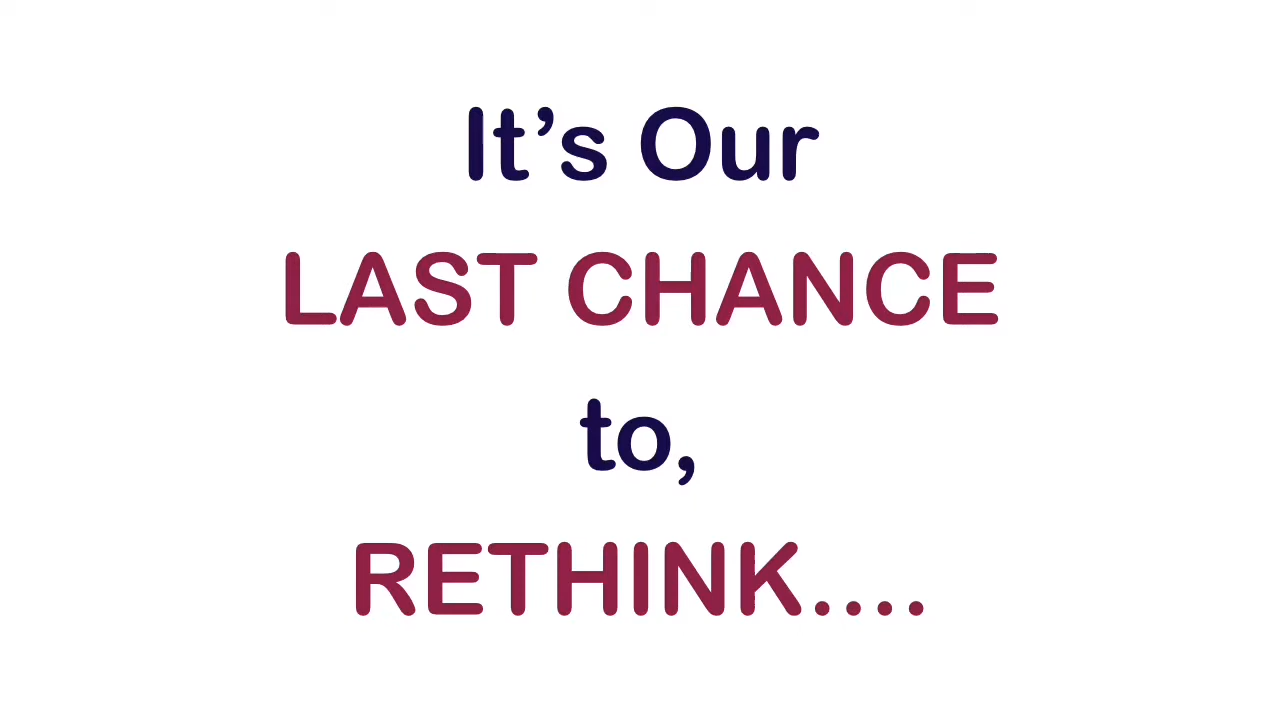 It’s Our
LAST CHANCE
to,
RETHINK....